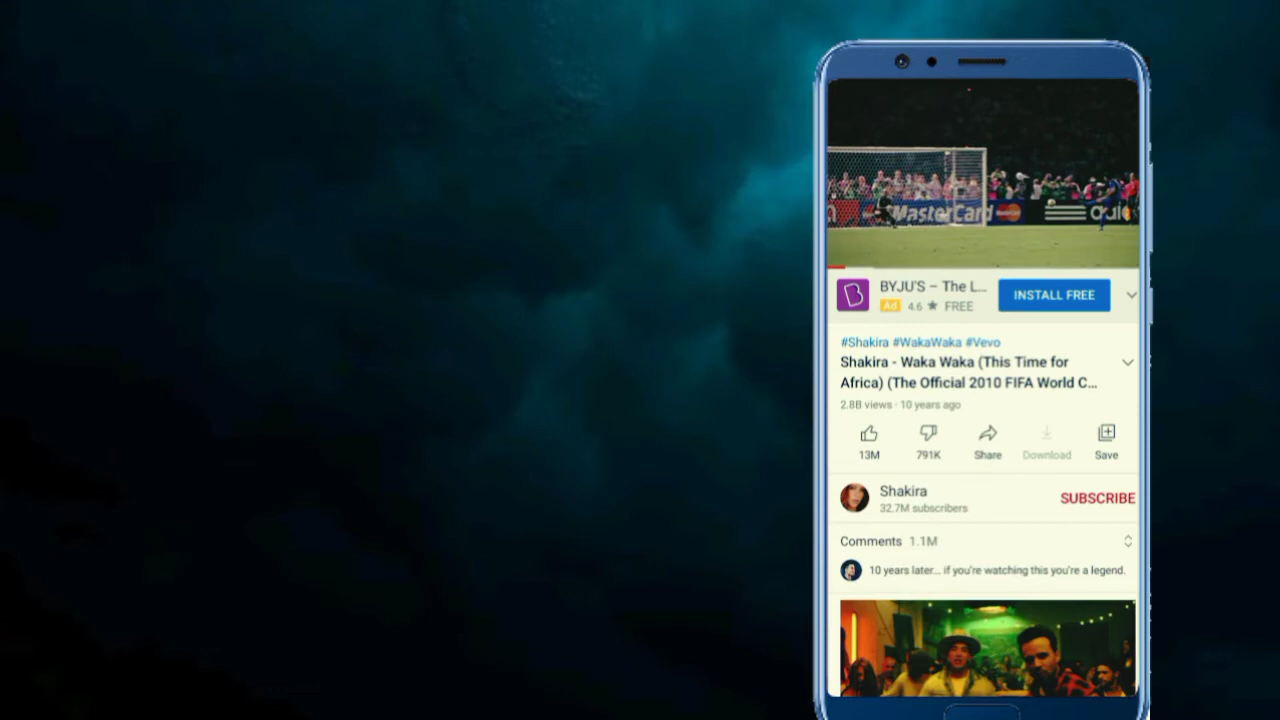 MasterCard
BYJU'S – The L...
INSTALL FREE
Ad 4.6 ★ FREE
#Shakira #WakaWaka #Vevo
Shakira - Waka Waka (This Time for
Africa) (The Official 2010 FIFA World C...
2.8B views · 10 years ago
13M 791K Share Download Save
Shakira
SUBSCRIBE
32.7M subscribers
Comments 1.1M
10 years later... if you're watching this you're a legend.